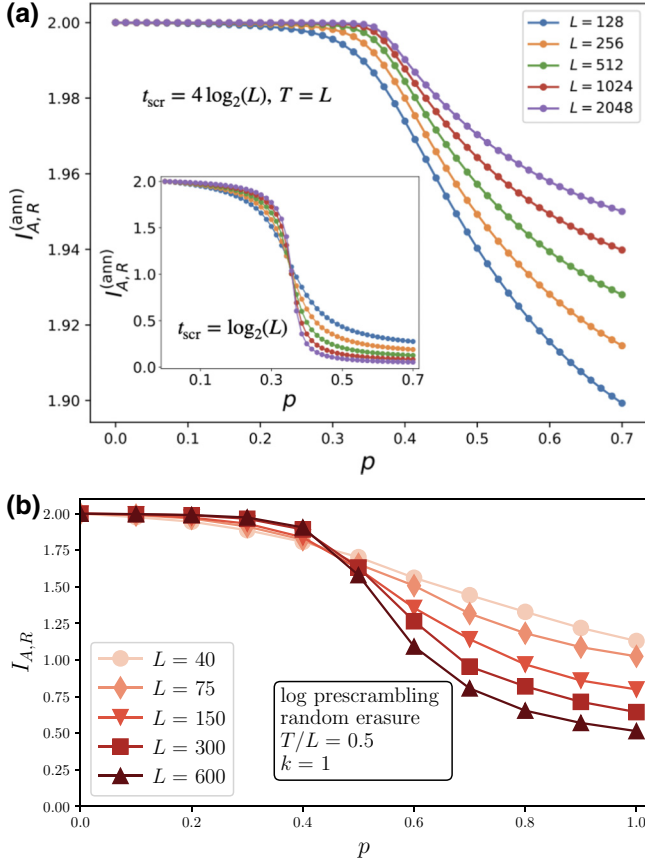 (a)
2.00
1.98
1.96
1.94
1.92
1.90
I_{A,R}^{(ann)}
t_scr = 4 log_2(L), T = L
L = 128
L = 256
L = 512
L = 1024
L = 2048
2.0
1.5
1.0
0.5
0.0
I_{A,R}^{(ann)}
t_scr = log_2(L)
0.1 0.3 0.5 0.7
p
0.0 0.1 0.2 0.3 0.4 0.5 0.6 0.7
p
(b)
2.00
1.75
1.50
1.25
1.00
0.75
0.50
0.25
0.00
I_{A,R}
L = 40
L = 75
L = 150
L = 300
L = 600
log prescrambling
random erasure
T/L = 0.5
k = 1
0.0 0.2 0.4 0.6 0.8 1.0
p